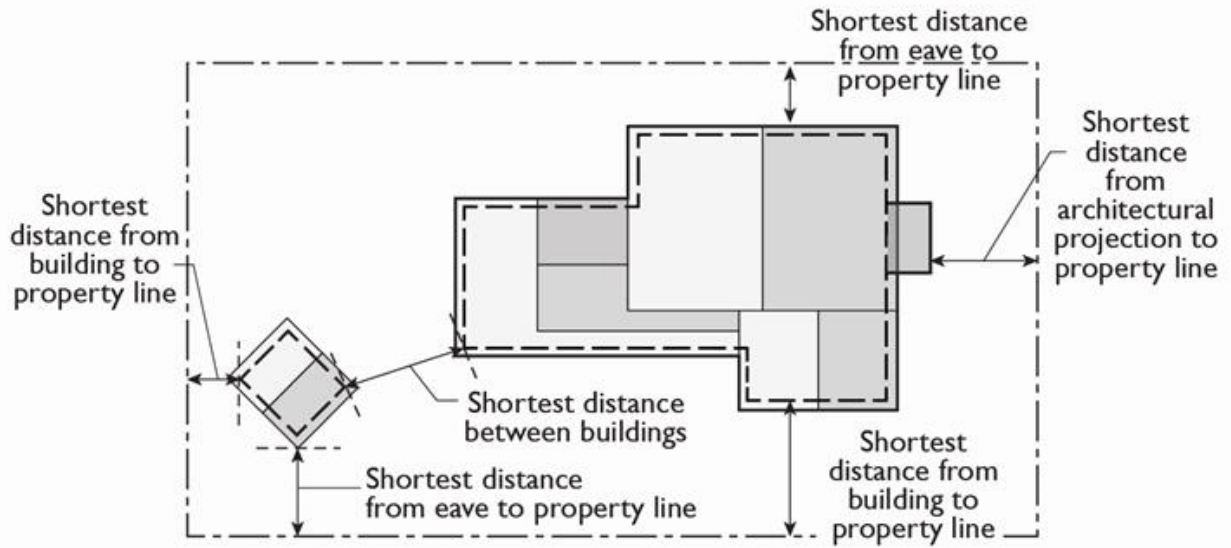 Shortest distance
from eave to
property line
Shortest
distance
from
architectural
projection to
property line
Shortest
distance from
building to
property line
Shortest distance
between buildings
Shortest distance
from eave to property line
Shortest
distance from
building to
property line